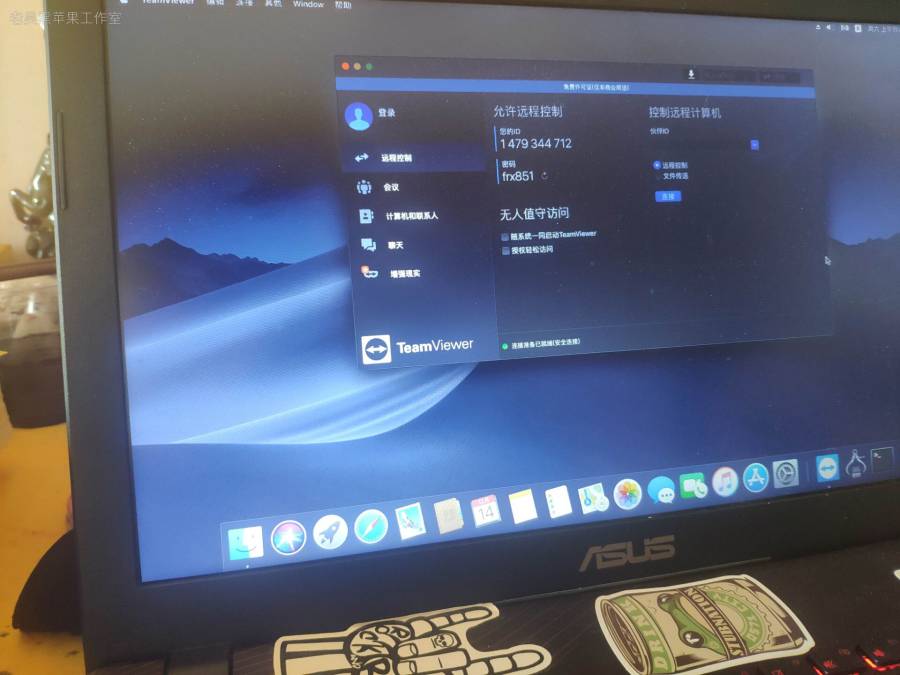 老吴黑苹果工作室
TeamViewer 编辑 连接 其他 Window 帮助
免费许可证(仅非商业用途)
登录
远程控制
会议
计算机和联系人
聊天
增强现实
TeamViewer
允许远程控制
您的ID
1 479 344 712
密码
frx851
无人值守访问
随系统一同启动TeamViewer
授权轻松访问
连接准备已就绪(安全连接)
控制远程计算机
伙伴ID
远程控制
文件传送
连接
14
ASUS